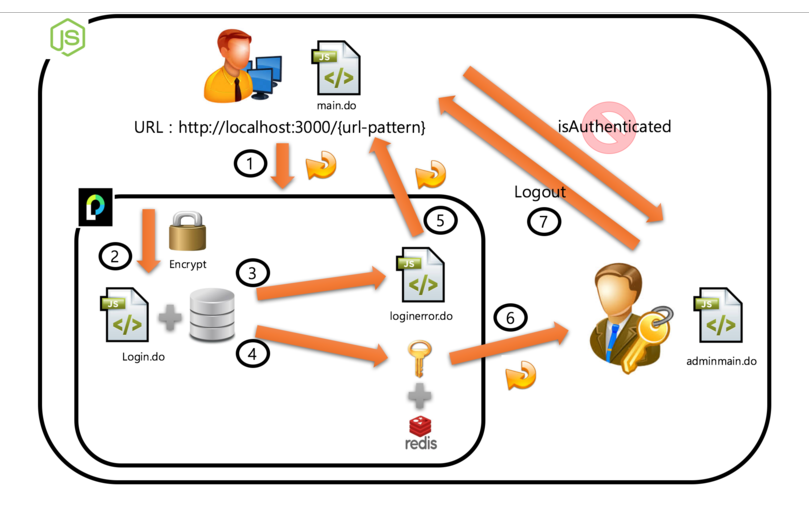 JS
JS
main.do
URL : http://localhost:3000/{url-pattern}
isAuthenticated
1
Logout
7
5
2
Encrypt
3
JS
loginerror.do
JS
Login.do
4
6
JS
adminmain.do
redis